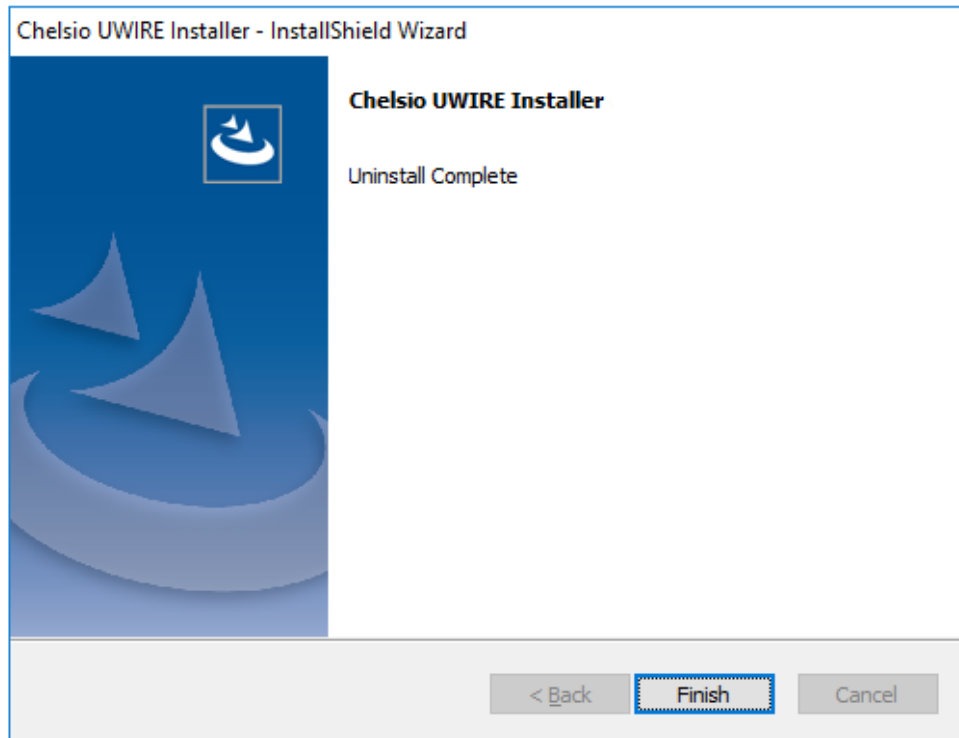 Chelsio UWIRE Installer - InstallShield Wizard
Chelsio UWIRE Installer
Uninstall Complete
< Back
Finish
Cancel